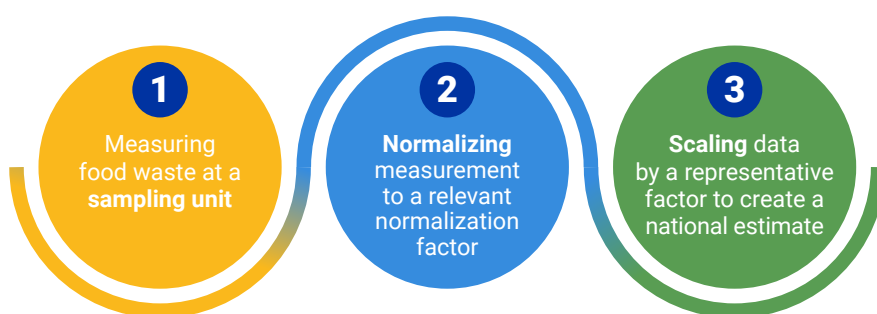 1
Measuring
food waste at a
sampling unit
2
Normalizing
measurement
to a relevant
normalization
factor
3
Scaling data
by a representative
factor to create a
national estimate